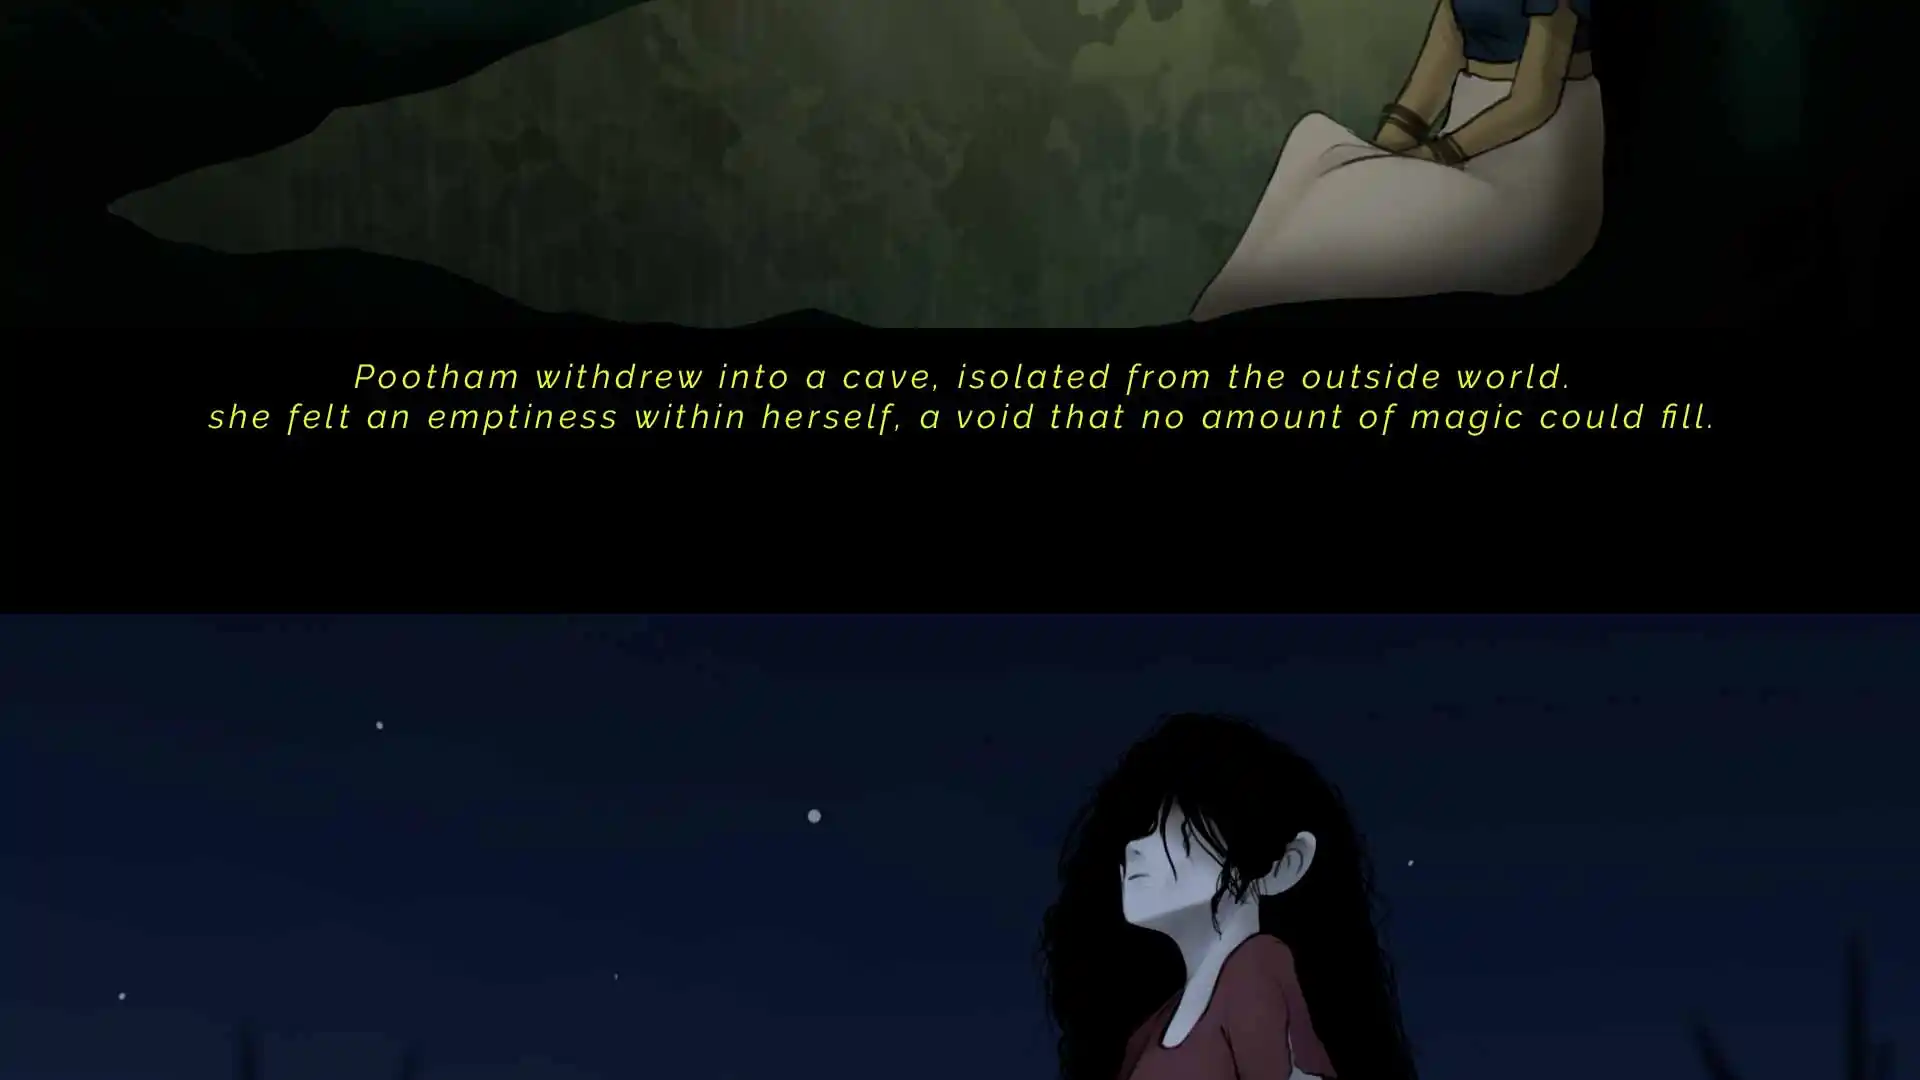 Pootham withdrew into a cave, isolated from the outside world.
she felt an emptiness within herself, a void that no amount of magic could fill.